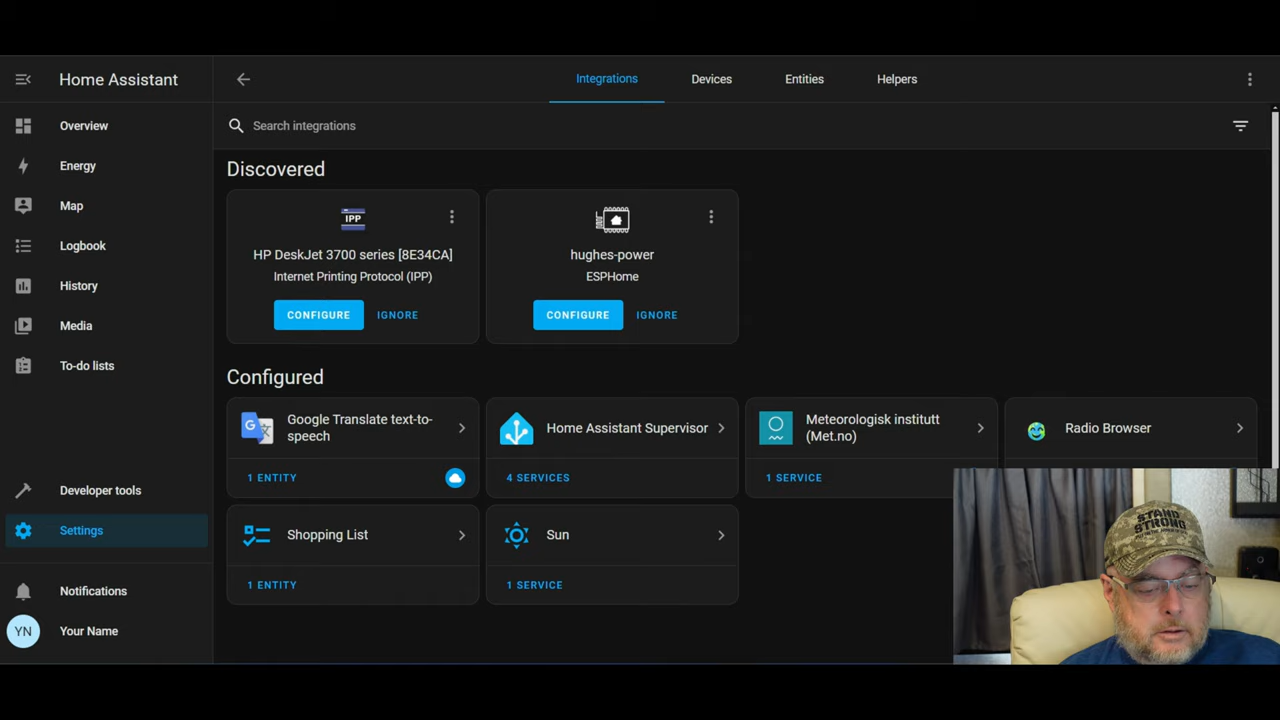 Home Assistant
Integrations
Devices
Entities
Helpers
Overview
Energy
Map
Logbook
History
Media
To-do lists
Developer tools
Settings
Notifications
YN
Your Name
Search integrations
Discovered
IPP
HP DeskJet 3700 series [8E34CA]
Internet Printing Protocol (IPP)
CONFIGURE
IGNORE
hughes-power
ESPHome
CONFIGURE
IGNORE
Configured
G
文
Google Translate text-to-
speech
1 ENTITY
Home Assistant Supervisor
4 SERVICES
Meteorologisk institutt
(Met.no)
1 SERVICE
Radio Browser
Shopping List
1 ENTITY
Sun
1 SERVICE
STAND
STRONG